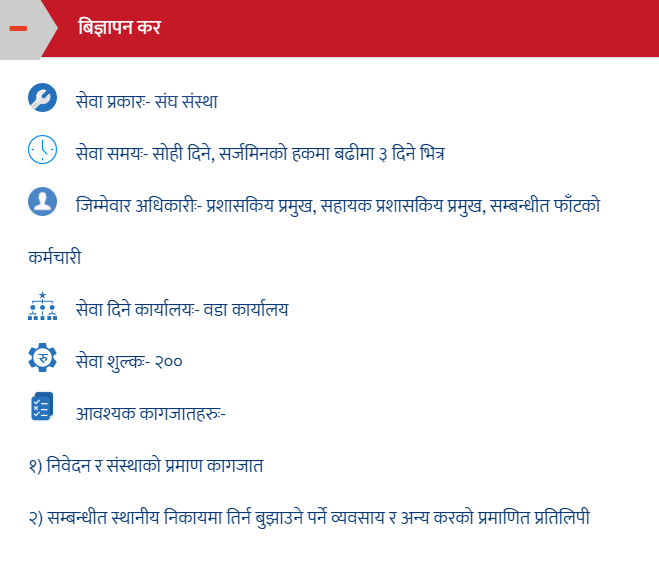 बिज्ञापन कर
सेवा प्रकारः- संघ संस्था
सेवा समयः- सोही दिने, सर्जमिनको हकमा बढीमा ३ दिने भित्र
जिम्मेवार अधिकारीः- प्रशासकिय प्रमुख, सहायक प्रशासकिय प्रमुख, सम्बन्धीत फाँटको
कर्मचारी
सेवा दिने कार्यालयः- वडा कार्यालय
रु
सेवा शुल्कः- २००
आवश्यक कागजातहरुः-
१) निवेदन र संस्थाको प्रमाण कागजात
२) सम्बन्धीत स्थानीय निकायमा तिर्न बुझाउने पर्ने व्यवसाय र अन्य करको प्रमाणित प्रतिलिपी